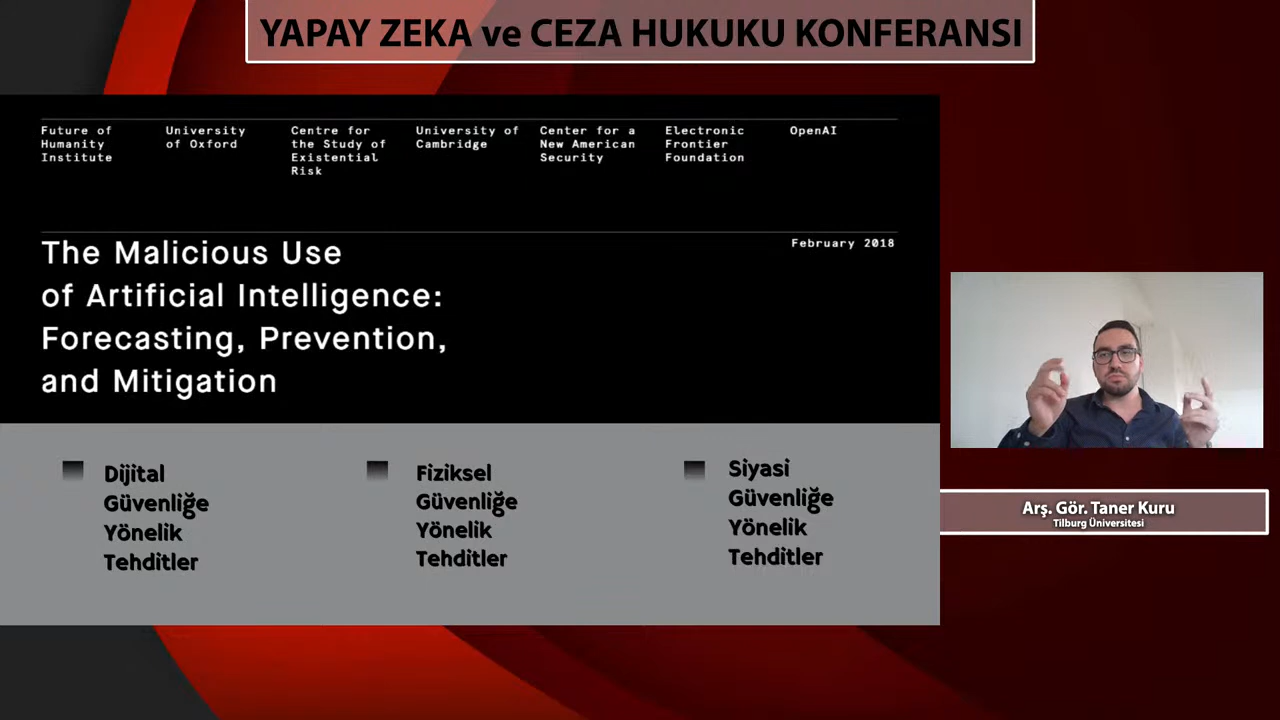 YAPAY ZEKA ve CEZA HUKUKU KONFERANSI
Future of
Humanity
Institute
University
of Oxford
Centre for
the Study of
Existential
Risk
University of
Cambridge
Center for a
New American
Security
Electronic
Frontier
Foundation
OpenAI
February 2018
The Malicious Use
of Artificial Intelligence:
Forecasting, Prevention,
and Mitigation
Dijital
Güvenliğe
Yönelik
Tehditler
Fiziksel
Güvenliğe
Yönelik
Tehditler
Siyasi
Güvenliğe
Yönelik
Tehditler
Arş. Gör. Taner Kuru
Tilburg Üniversitesi